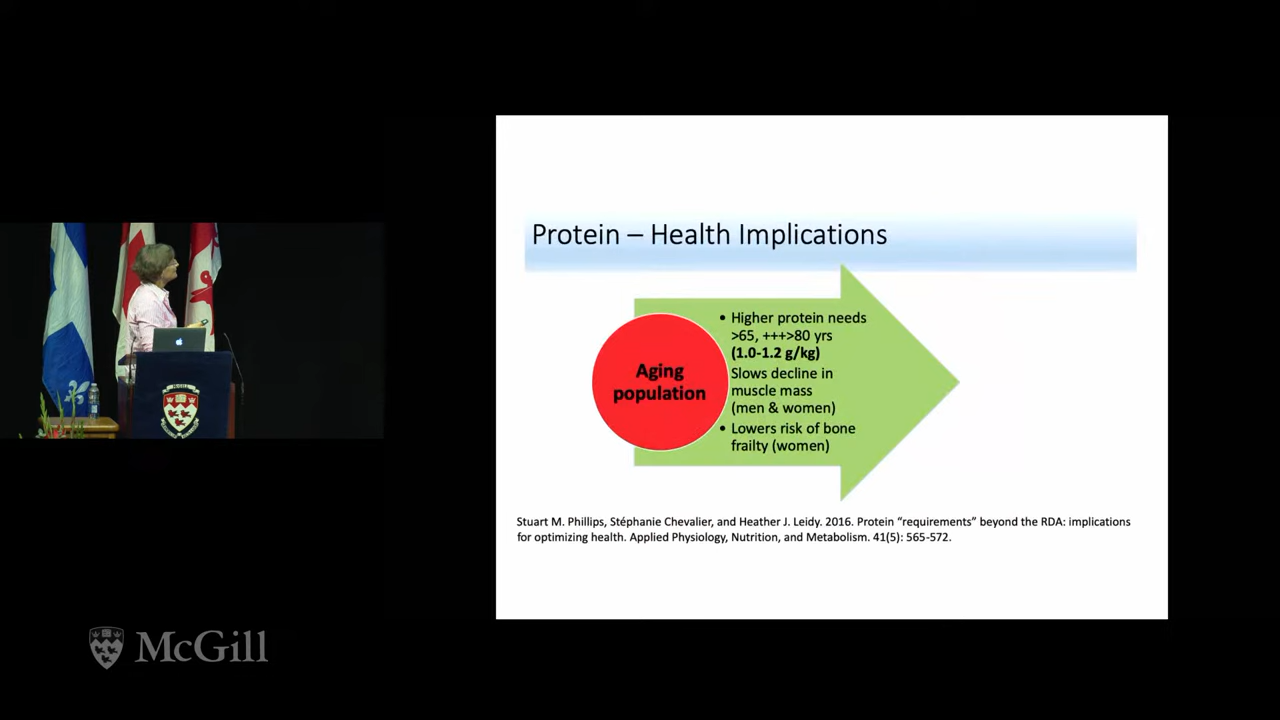 Protein – Health Implications
Aging
population
• Higher protein needs
>65, +++>80 yrs
(1.0-1.2 g/kg)
Slows decline in
muscle mass
(men & women)
• Lowers risk of bone
frailty (women)
Stuart M. Phillips, Stéphanie Chevalier, and Heather J. Leidy. 2016. Protein “requirements” beyond the RDA: implications
for optimizing health. Applied Physiology, Nutrition, and Metabolism. 41(5): 565-572.
McGILL
McGill